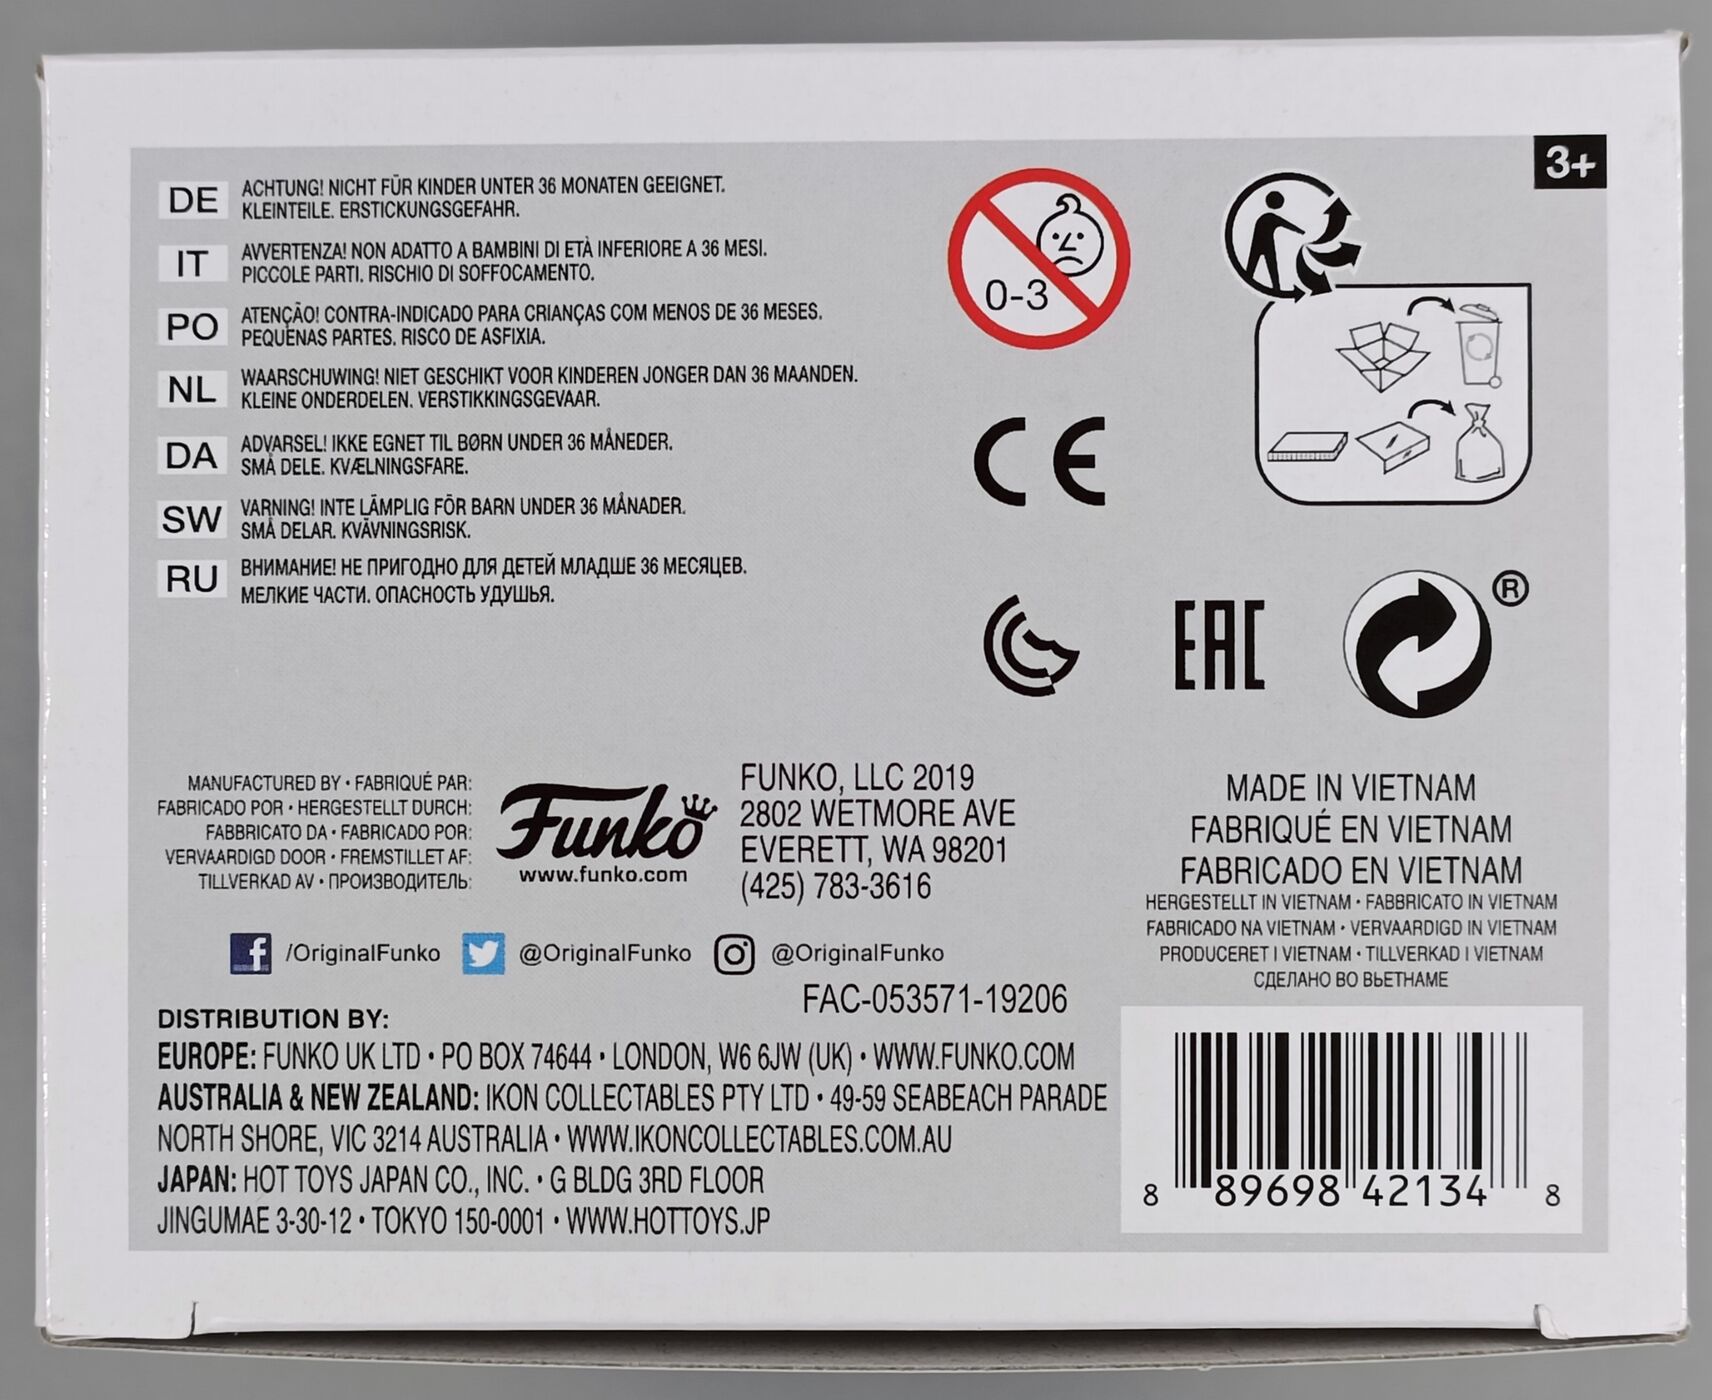 3+
DE
ACHTUNG! NICHT FÜR KINDER UNTER 36 MONATEN GEEIGNET.
KLEINTEILE. ERSTICKUNGSGEFAHR.
IT
AVVERTENZA! NON ADATTO A BAMBINI DI ETÀ INFERIORE A 36 MESI.
PICCOLE PARTI. RISCHIO DI SOFFOCAMENTO.
PO
ATENÇÃO! CONTRA-INDICADO PARA CRIANÇAS COM MENOS DE 36 MESES.
PEQUENAS PARTES. RISCO DE ASFIXIA.
NL
WAARSCHUWING! NIET GESCHIKT VOOR KINDEREN JONGER DAN 36 MAANDEN.
KLEINE ONDERDELEN. VERSTIKKINGSGEVAAR.
DA
ADVARSEL! IKKE EGNET TIL BØRN UNDER 36 MÅNEDER.
SMÅ DELE. KVÆLNINGSFARE.
SW
VARNING! INTE LÄMPLIG FÖR BARN UNDER 36 MÅNADER.
SMÅ DELAR. KVÄVNINGSRISK.
RU
ВНИМАНИЕ! НЕ ПРИГОДНО ДЛЯ ДЕТЕЙ МЛАДШЕ 36 МЕСЯЦЕВ.
МЕЛКИЕ ЧАСТИ. ОПАСНОСТЬ УДУШЬЯ.
0-3
CE
EAC
®
MANUFACTURED BY • FABRIQUÉ PAR:
FABRICADO POR • HERGESTELLT DURCH:
FABBRICATO DA • FABRICADO POR:
VERVAARDIGD DOOR • FREMSTILLET AF:
TILLVERKAD AV • ПРОИЗВОДИТЕЛЬ:
Funko
www.funko.com
FUNKO, LLC 2019
2802 WETMORE AVE
EVERETT, WA 98201
(425) 783-3616
MADE IN VIETNAM
FABRIQUÉ EN VIETNAM
FABRICADO EN VIETNAM
HERGESTELLT IN VIETNAM • FABBRICATO IN VIETNAM
FABRICADO NA VIETNAM • VERVAARDIGD IN VIETNAM
PRODUCERET I VIETNAM • TILLVERKAD I VIETNAM
СДЕЛАНО ВО ВЬЕТНАМЕ
f /OriginalFunko @OriginalFunko @OriginalFunko
FAC-053571-19206
DISTRIBUTION BY:
EUROPE: FUNKO UK LTD • PO BOX 74644 • LONDON, W6 6JW (UK) • WWW.FUNKO.COM
AUSTRALIA & NEW ZEALAND: IKON COLLECTABLES PTY LTD • 49-59 SEABEACH PARADE
NORTH SHORE, VIC 3214 AUSTRALIA • WWW.IKONCOLLECTABLES.COM.AU
JAPAN: HOT TOYS JAPAN CO., INC. • G BLDG 3RD FLOOR
JINGUMAE 3-30-12 • TOKYO 150-0001 • WWW.HOTTOYS.JP
8 89698 42134 8